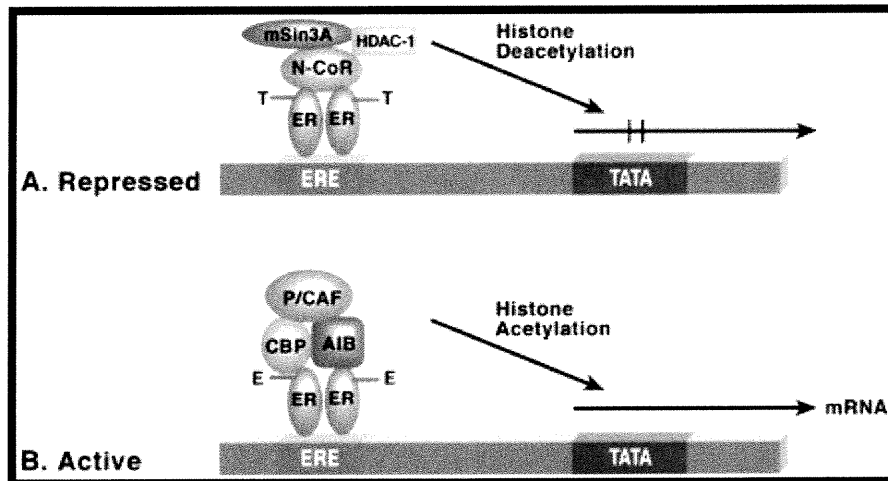 mSin3A
HDAC-1
Histone
Deacetylation
N-CoR
T
T
ER ER
A. Repressed
ERE
TATA
P/CAF
Histone
Acetylation
CBP
AIB
E
E
ER ER
mRNA
B. Active
ERE
TATA